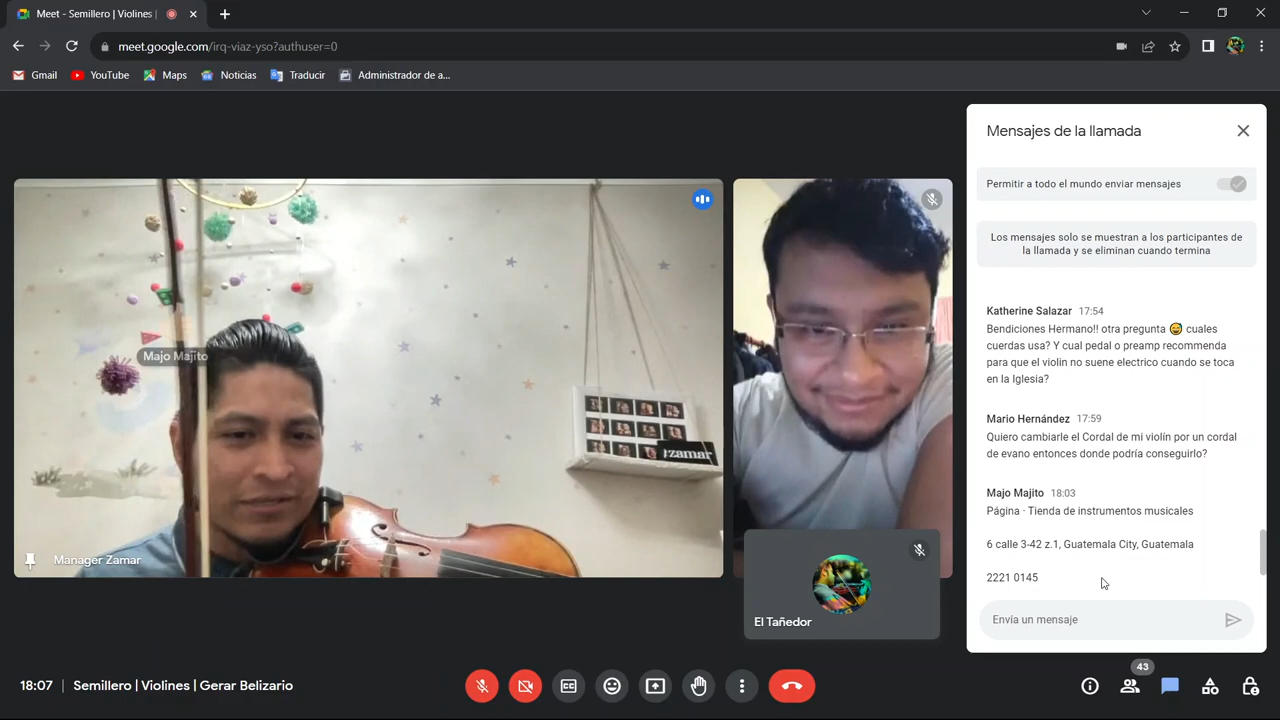 Meet - Semillero | Violines |
meet.google.com/irq-viaz-yso?authuser=0
Gmail
YouTube
Maps
Noticias
Traducir
Administrador de a...
Majo Majito
:zamar
Manager Zamar
El Tañedor
Mensajes de la llamada
Permitir a todo el mundo enviar mensajes
Los mensajes solo se muestran a los participantes de
la llamada y se eliminan cuando termina
Katherine Salazar 17:54
Bendiciones Hermano!! otra pregunta 😅 cuales
cuerdas usa? Y cual pedal o preamp recomienda
para que el violin no suene electrico cuando se toca
en la Iglesia?
Mario Hernández 17:59
Quiero cambiarle el Cordal de mi violín por un cordal
de evano entonces donde podría conseguirlo?
Majo Majito 18:03
Página · Tienda de instrumentos musicales
6 calle 3-42 z.1, Guatemala City, Guatemala
2221 0145
Envía un mensaje
18:07 | Semillero | Violines | Gerar Belizario
43